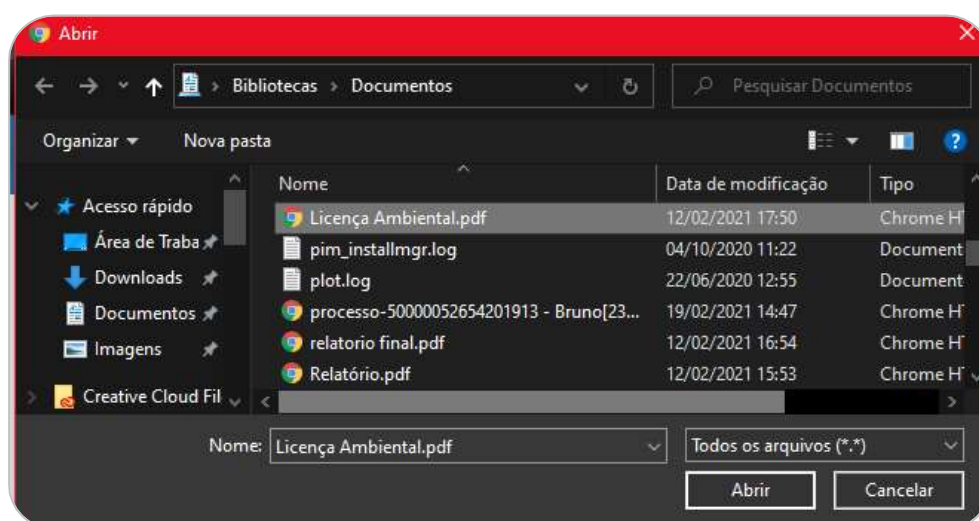 Abrir
Bibliotecas > Documentos
Pesquisar Documentos
Organizar
Nova pasta
Nome Data de modificação Tipo
Acesso rápido
Área de Traba
Downloads
Documentos
Imagens
Creative Cloud Fil
Licença Ambiental.pdf 12/02/2021 17:50 Chrome H
pim_installmgr.log 04/10/2020 11:22 Document
plot.log 22/06/2020 12:55 Document
processo-50000052654201913 - Bruno[23... 19/02/2021 14:47 Chrome H
relatorio final.pdf 12/02/2021 16:54 Chrome H
Relatório.pdf 12/02/2021 15:53 Chrome H
Nome: Licença Ambiental.pdf
Todos os arquivos (*.*)
Abrir
Cancelar